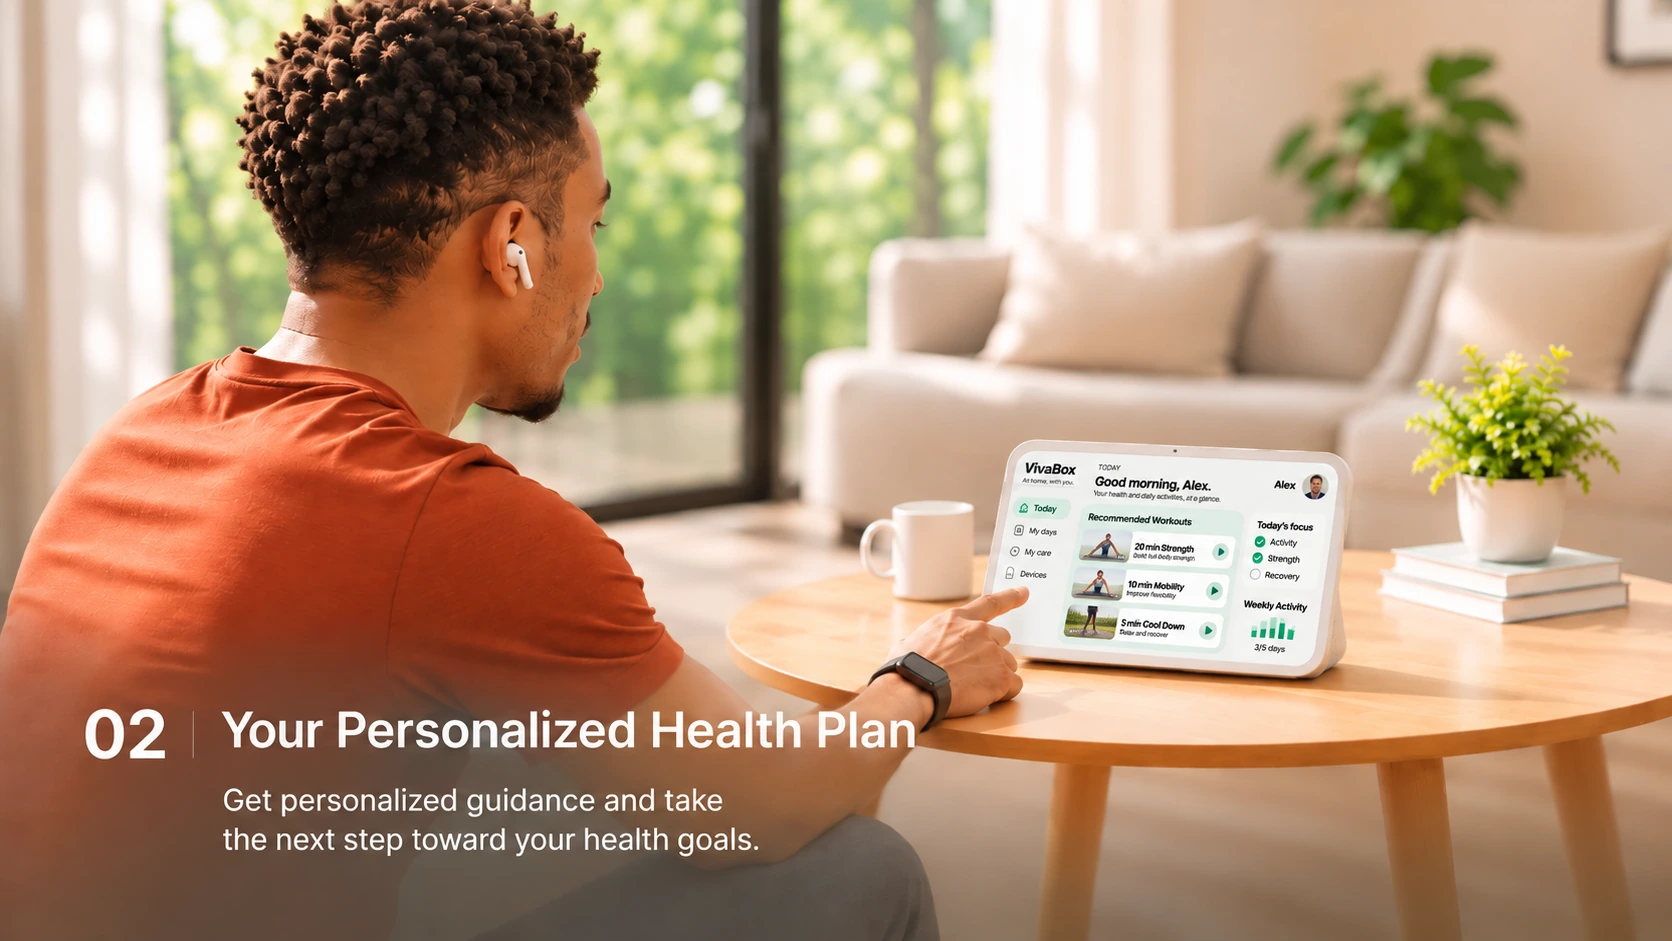 VivaBox
At home, with you.
Today
My days
My care
Devices
TODAY
Good morning, Alex.
Your health and daily activities, at a glance.
Alex
Recommended Workouts
20 min Strength
10 min Mobility
Improve flexibility
5 min Cool Down
Relax and recover
Today's focus
Activity
Strength
Recovery
Weekly Activity
3/5 days
02
Your Personalized Health Plan
Get personalized guidance and take
the next step toward your health goals.